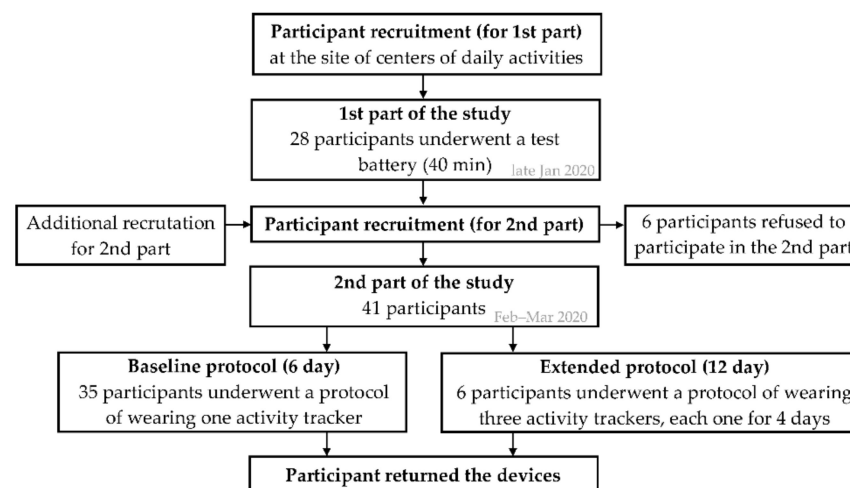 Participant recruitment (for 1st part)
at the site of centers of daily activities
1st part of the study
28 participants underwent a test
battery (40 min)
late Jan 2020
Additional recrutation
for 2nd part
Participant recruitment (for 2nd part)
6 participants refused to
participate in the 2nd part
2nd part of the study
41 participants
Feb–Mar 2020
Baseline protocol (6 day)
35 participants underwent a protocol
of wearing one activity tracker
Extended protocol (12 day)
6 participants underwent a protocol of wearing
three activity trackers, each one for 4 days
Participant returned the devices